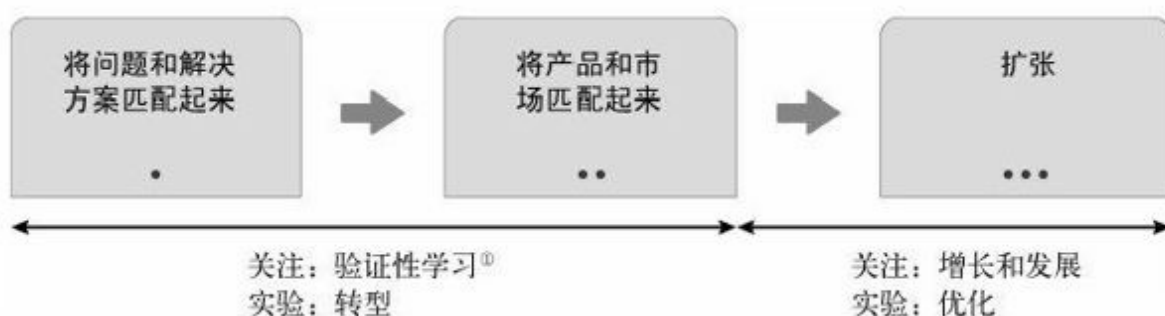 将问题和解决
方案匹配起来
将产品和市
场匹配起来
扩张
关注：验证性学习①
实验：转型
关注：增长和发展
实验：优化